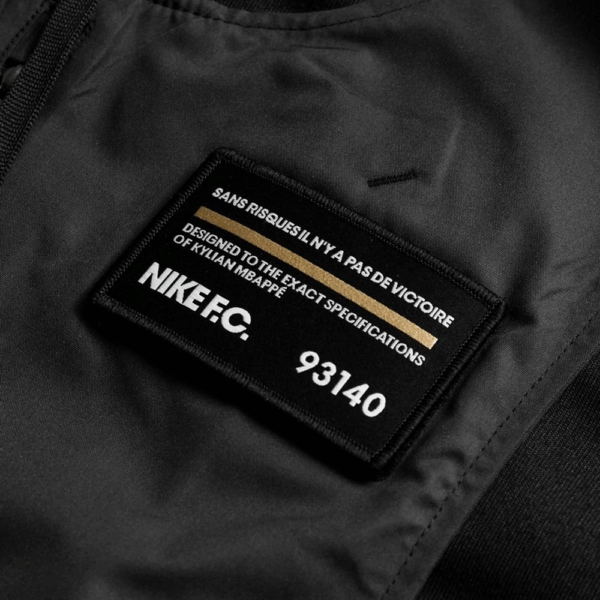 SANS RISQUES IL N'Y A PAS DE VICTOIRE
DESIGNED TO THE EXACT SPECIFICATIONS
OF KYLIAN MBAPPÉ
NIKE F.C.
93140